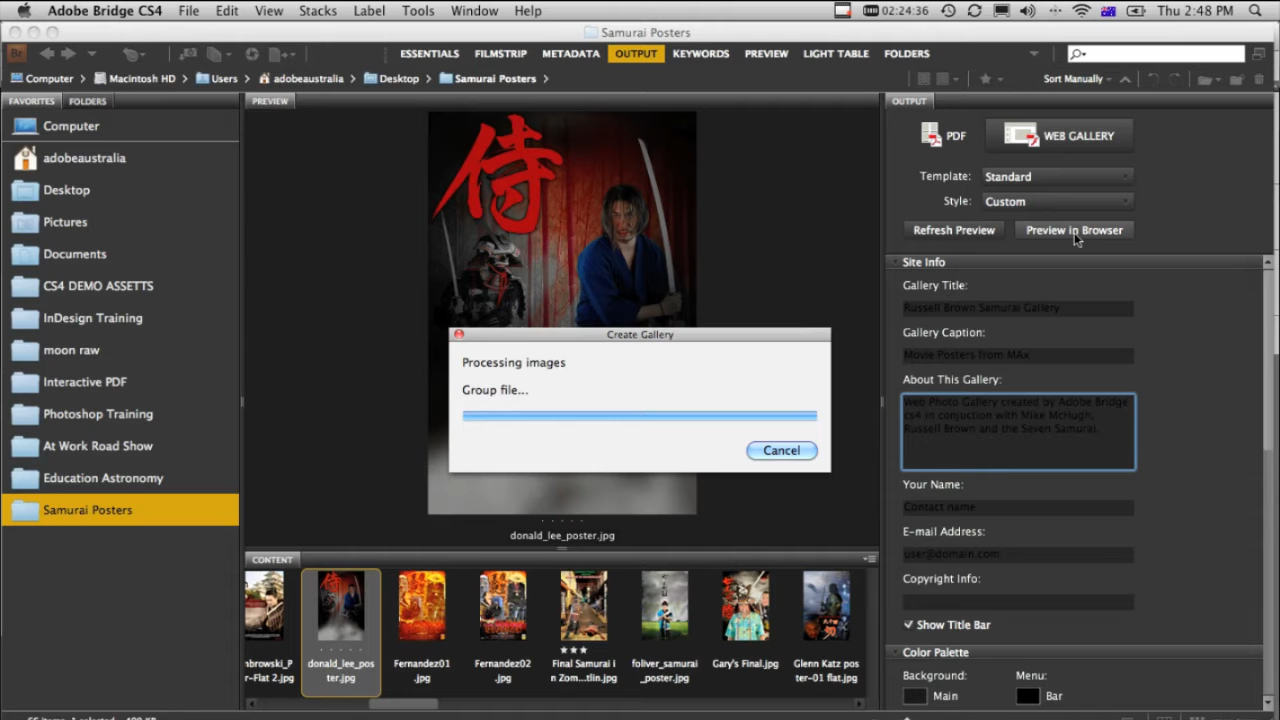 Adobe Bridge CS4 File Edit View Stacks Label Tools Window Help 02:24:36 Thu 2:48 PM
Samurai Posters
Br ESSENTIALS FILMSTRIP METADATA OUTPUT KEYWORDS PREVIEW LIGHT TABLE FOLDERS
Computer Macintosh HD Users adobeaustralia Desktop Samurai Posters Sort Manually
FAVORITES FOLDERS
Computer
adobeaustralia
Desktop
Pictures
Documents
CS4 DEMO ASSETTS
InDesign Training
moon raw
Interactive PDF
Photoshop Training
At Work Road Show
Education Astronomy
Samurai Posters
PREVIEW
侍
donald_lee_poster.jpg
Create Gallery
Processing images
Group file...
Cancel
CONTENT
mbrowski_P
r-Flat 2.jpg
donald_lee_pos
ter.jpg
Fernandez01
.jpg
Fernandez02
.jpg
Final Samurai i
n Zom...tlin.jpg
foliver_samurai
_poster.jpg
Gary's Final.jpg
Glenn Katz pos
ter-01 flat.jpg
OUTPUT
PDF WEB GALLERY
Template: Standard
Style: Custom
Refresh Preview Preview in Browser
Site Info
Gallery Title:
Russell Brown Samurai Gallery
Gallery Caption:
Movie Posters from MAx
About This Gallery:
Web Photo Gallery created by Adobe Bridge
cs4 in conjuction with Mike McHugh,
Russell Brown and the Seven Samurai.
Your Name:
Contact name
E-mail Address:
user@domain.com
Copyright Info:
Show Title Bar
Color Palette
Background: Menu:
Main Bar